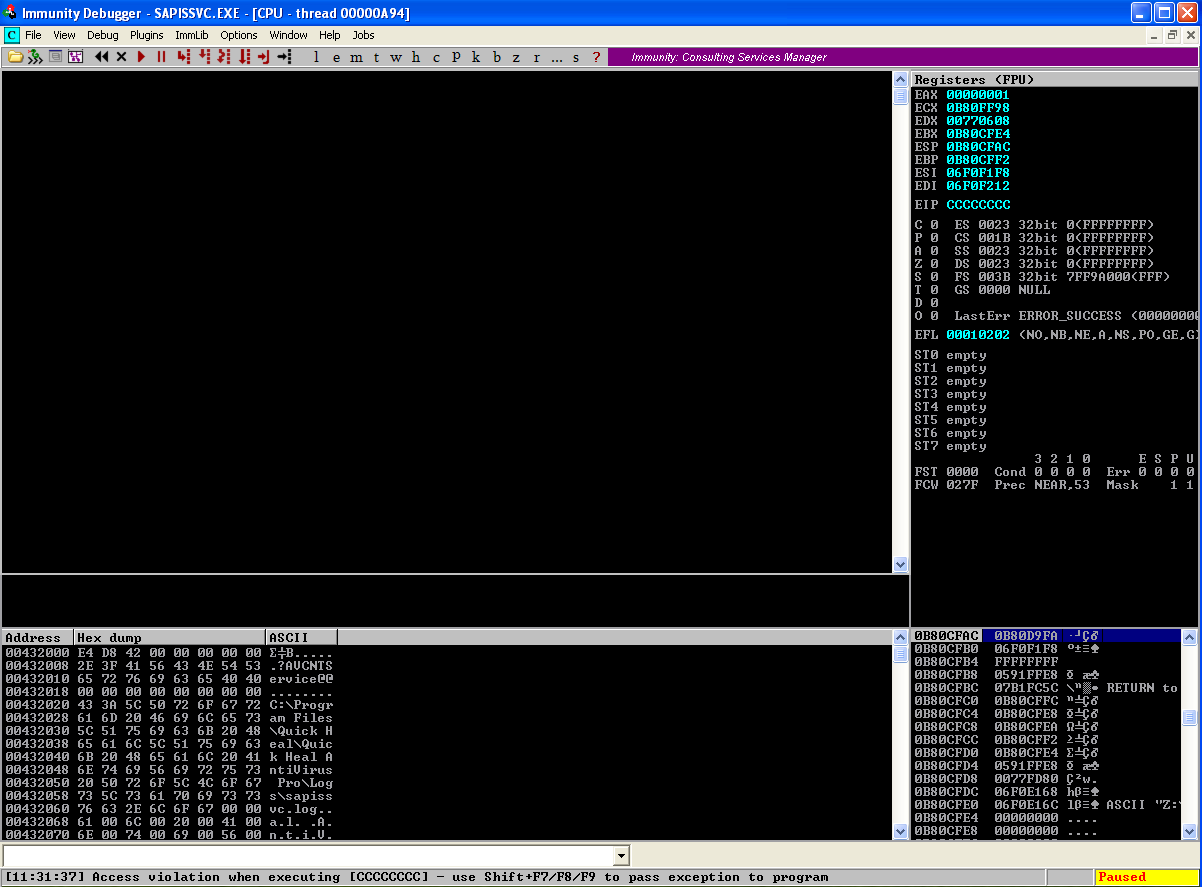 Immunity Debugger - SAPISSVC.EXE - [CPU - thread 00000A94]
C File View Debug Plugins ImmLib Options Window Help Jobs
l e m t w h c P k b z r ... s ? Immunity: Consulting Services Manager
Registers (FPU)
EAX 00000001
ECX 0B80FF98
EDX 00770608
EBX 0B80CFE4
ESP 0B80CFAC
EBP 0B80CFF2
ESI 06F0F1F8
EDI 06F0F212
EIP CCCCCCCC
C 0 ES 0023 32bit 0(FFFFFFFF)
P 0 CS 001B 32bit 0(FFFFFFFF)
A 0 SS 0023 32bit 0(FFFFFFFF)
Z 0 DS 0023 32bit 0(FFFFFFFF)
S 0 FS 003B 32bit 7FF9A000(FFF)
T 0 GS 0000 NULL
D 0
O 0 LastErr ERROR_SUCCESS (00000000
EFL 00010202 (NO,NB,NE,A,NS,PO,GE,G)
ST0 empty
ST1 empty
ST2 empty
ST3 empty
ST4 empty
ST5 empty
ST6 empty
ST7 empty
3 2 1 0 E S P U
FST 0000 Cond 0 0 0 0 Err 0 0 0 0
FCW 027F Prec NEAR,53 Mask 1 1
Address Hex dump ASCII
00432000 E4 D8 42 00 00 00 00 00 Σ╪B.....
00432008 2E 3F 41 56 43 4E 54 53 .?AVCNTS
00432010 65 72 76 69 63 65 40 40 ervice@@
00432018 00 00 00 00 00 00 00 00 ........
00432020 43 3A 5C 50 72 6F 67 72 C:\Progr
00432028 61 6D 20 46 69 6C 65 73 am Files
00432030 5C 51 75 69 63 6B 20 48 \Quick H
00432038 65 61 6C 5C 51 75 69 63 eal\Quic
00432040 6B 20 48 65 61 6C 20 41 k Heal A
00432048 6E 74 69 56 69 72 75 73 ntiVirus
00432050 20 50 72 6F 5C 4C 6F 67 Pro\Log
00432058 73 5C 73 61 70 69 73 73 s\sapiss
00432060 76 63 2E 6C 6F 67 00 00 vc.log..
00432068 61 00 6C 00 20 00 41 00 a.l. .A.
00432070 6E 00 74 00 69 00 56 00 n.t.i.V.
0B80CFAC 0B80D9FA
0B80CFB0 06F0F1F8
0B80CFB4 FFFFFFFF
0B80CFB8 0591FFE8
0B80CFBC 07B1FC5C RETURN to
0B80CFC0 0B80CFFC
0B80CFC4 0B80CFE8
0B80CFC8 0B80CFEA
0B80CFCC 0B80CFF2
0B80CFD0 0B80CFE4
0B80CFD4 0591FFE8
0B80CFD8 0077FD80
0B80CFDC 06F0E168
0B80CFE0 06F0E16C ASCII "Z:\
0B80CFE4 00000000 ....
0B80CFE8 00000000 ....
[11:31:37] Access violation when executing [CCCCCCCC] - use Shift+F7/F8/F9 to pass exception to program Paused